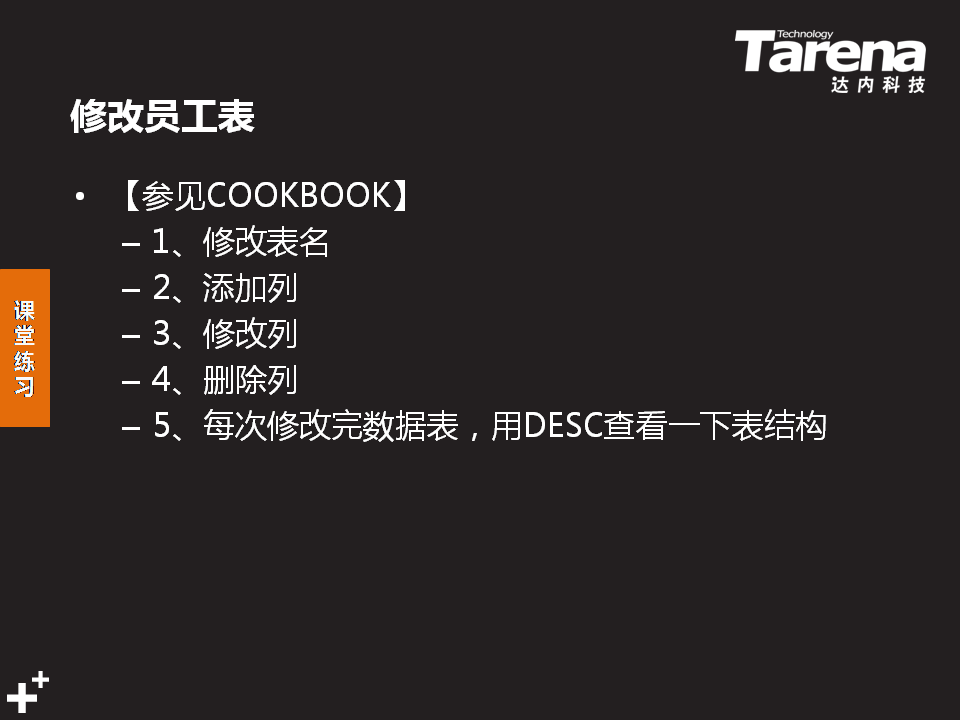 Technology
Tarena
达内科技
修改员工表
• 【参见COOKBOOK】
– 1、修改表名
– 2、添加列
– 3、修改列
– 4、删除列
– 5、每次修改完数据表，用DESC查看一下表结构
课堂练习